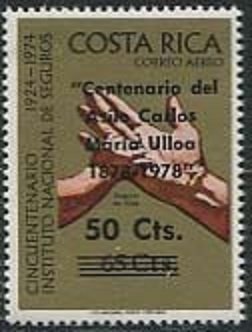 COSTA RICA
CORREO AEREO
"Centenario del
Asilo Carlos
María Ulloa
1878-1978"
50 Cts.
65 Cts.
CINCUENTENARIO 1924-1974
INSTITUTO NACIONAL DE SEGUROS